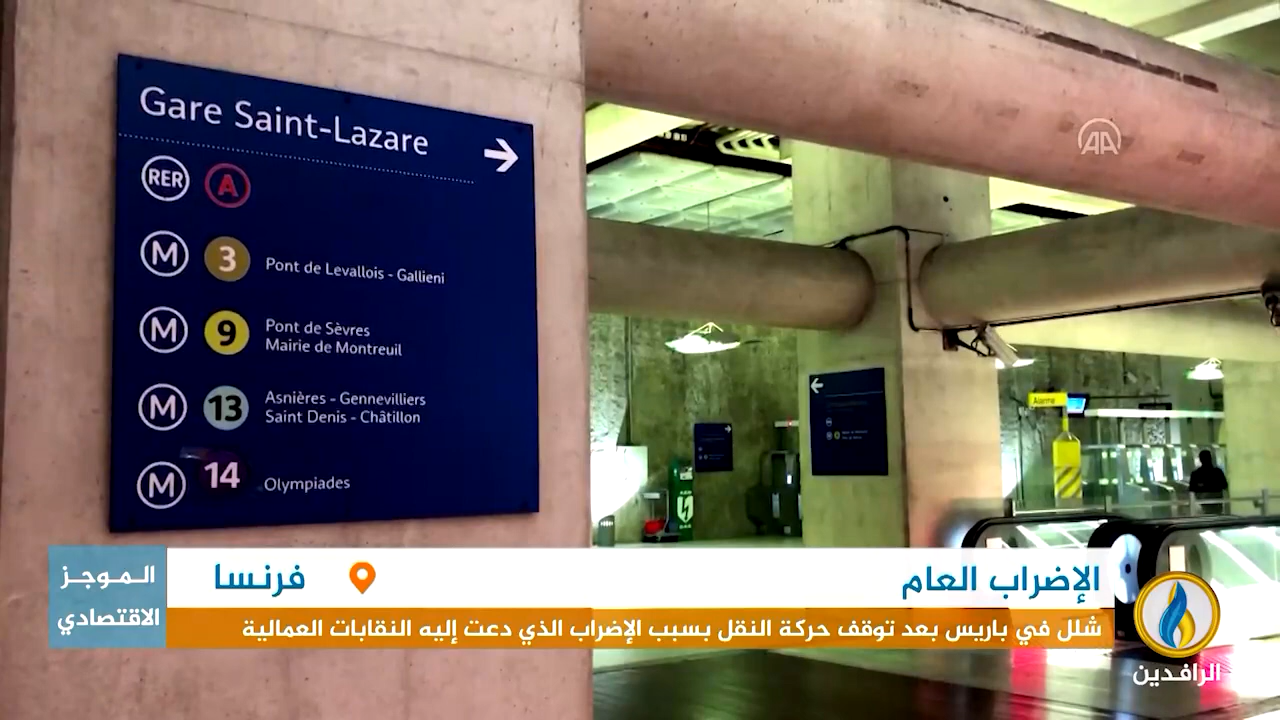 Gare Saint-Lazare
RER A
M 3 Pont de Levallois - Gallieni
M 9 Pont de Sèvres
Mairie de Montreuil
M 13 Asnières - Gennevilliers
Saint Denis - Châtillon
M 14 Olympiades
AA
Alarme
الموجز
الاقتصادي
الإضراب العام
فرنسا
شلل في باريس بعد توقف حركة النقل بسبب الإضراب الذي دعت إليه النقابات العمالية
الرافدين